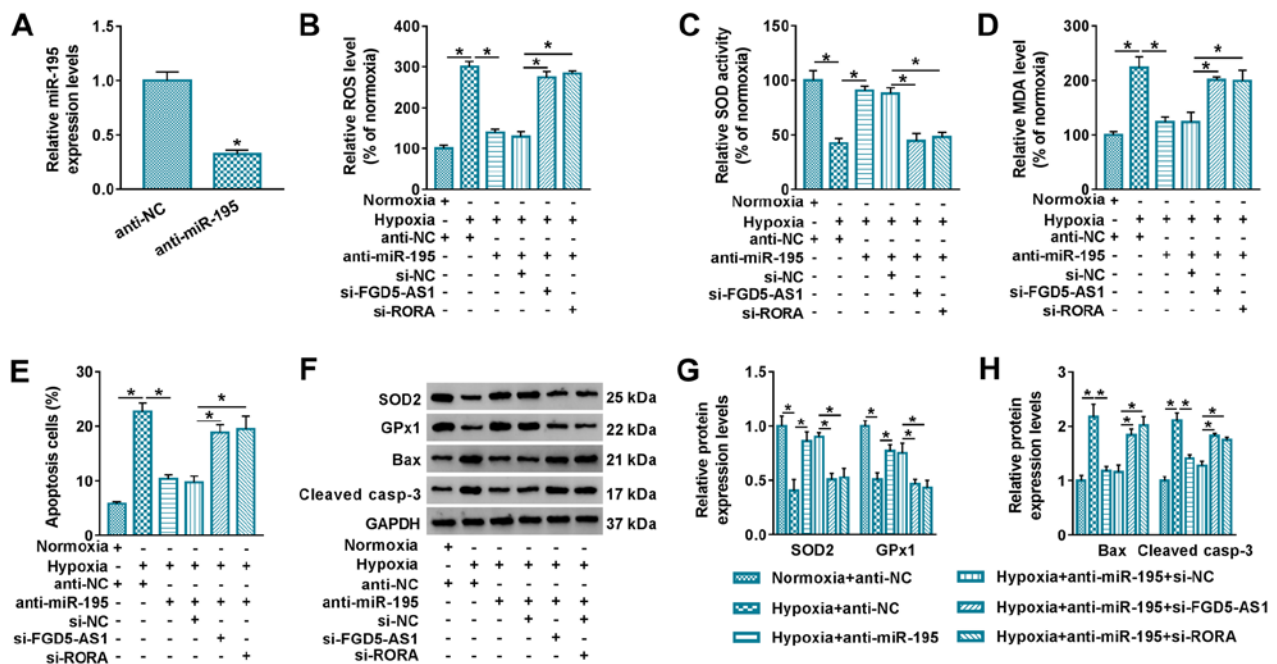 A
Relative miR-195
expression levels
1.5
1.0
0.5
0.0
*
anti-NC
anti-miR-195
B
Relative ROS level
(% of normoxia)
400
300
200
100
0
* * * *
Normoxia + - - - - -
Hypoxia - + + + + +
anti-NC + + - - - -
anti-miR-195 - - + + + +
si-NC - - - + - -
si-FGD5-AS1 - - - - + -
si-RORA - - - - - +
C
Relative SOD activity
(% of normoxia)
150
100
50
0
* * * *
Normoxia + - - - - -
Hypoxia - + + + + +
anti-NC + + - - - -
anti-miR-195 - - + + + +
si-NC - - - + - -
si-FGD5-AS1 - - - - + -
si-RORA - - - - - +
D
Relative MDA level
(% of normoxia)
300
200
100
0
* * * *
Normoxia + - - - - -
Hypoxia - + + + + +
anti-NC + + - - - -
anti-miR-195 - - + + + +
si-NC - - - + - -
si-FGD5-AS1 - - - - + -
si-RORA - - - - - +
E
Apoptosis cells (%)
30
20
10
0
* * * *
Normoxia + - - - - -
Hypoxia - + + + + +
anti-NC + + - - - -
anti-miR-195 - - + + + +
si-NC - - - + - -
si-FGD5-AS1 - - - - + -
si-RORA - - - - - +
F
SOD2 25 kDa
GPx1 22 kDa
Bax 21 kDa
Cleaved casp-3 17 kDa
GAPDH 37 kDa
Normoxia
Hypoxia
anti-NC
anti-miR-195
si-NC
si-FGD5-AS1
si-RORA
G
Relative protein
expression levels
1.5
1.0
0.5
0.0
* * * * * * * *
SOD2 GPx1
H
Relative protein
expression levels
3
2
1
0
* * * * * * * *
Bax Cleaved casp-3
Normoxia+anti-NC
Hypoxia+anti-NC
Hypoxia+anti-miR-195
Hypoxia+anti-miR-195+si-NC
Hypoxia+anti-miR-195+si-FGD5-AS1
Hypoxia+anti-miR-195+si-RORA